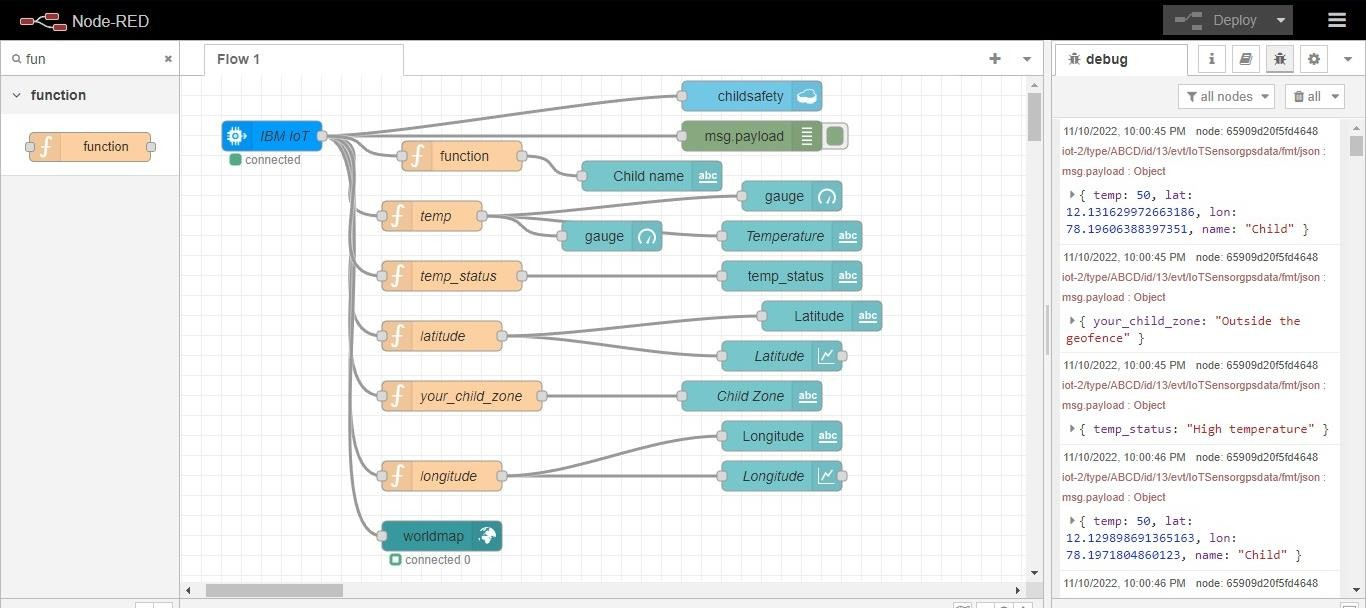 Node-RED
Deploy
fun
function
function
Flow 1
childsafety
IBM IoT
connected
msg.payload
function
Child name
abc
gauge
temp
gauge
Temperature
abc
temp_status
temp_status
abc
Latitude
abc
latitude
Latitude
your_child_zone
Child Zone
abc
Longitude
abc
longitude
Longitude
worldmap
connected 0
debug
all nodes
all
11/10/2022, 10:00:45 PM node: 65909d20f5fd4648
iot-2/type/ABCD/id/13/evt/IoTSensorgpsdata/fmt/json :
msg.payload : Object
{ temp: 50, lat:
12.131629972663186, lon:
78.19606388397351, name: "Child" }
11/10/2022, 10:00:45 PM node: 65909d20f5fd4648
iot-2/type/ABCD/id/13/evt/IoTSensorgpsdata/fmt/json :
msg.payload : Object
{ your_child_zone: "Outside the
geofence" }
11/10/2022, 10:00:45 PM node: 65909d20f5fd4648
iot-2/type/ABCD/id/13/evt/IoTSensorgpsdata/fmt/json :
msg.payload : Object
{ temp_status: "High temperature" }
11/10/2022, 10:00:46 PM node: 65909d20f5fd4648
iot-2/type/ABCD/id/13/evt/IoTSensorgpsdata/fmt/json :
msg.payload : Object
{ temp: 50, lat:
12.129898691365163, lon:
78.1971804860123, name: "Child" }
11/10/2022, 10:00:46 PM node: 65909d20f5fd4648